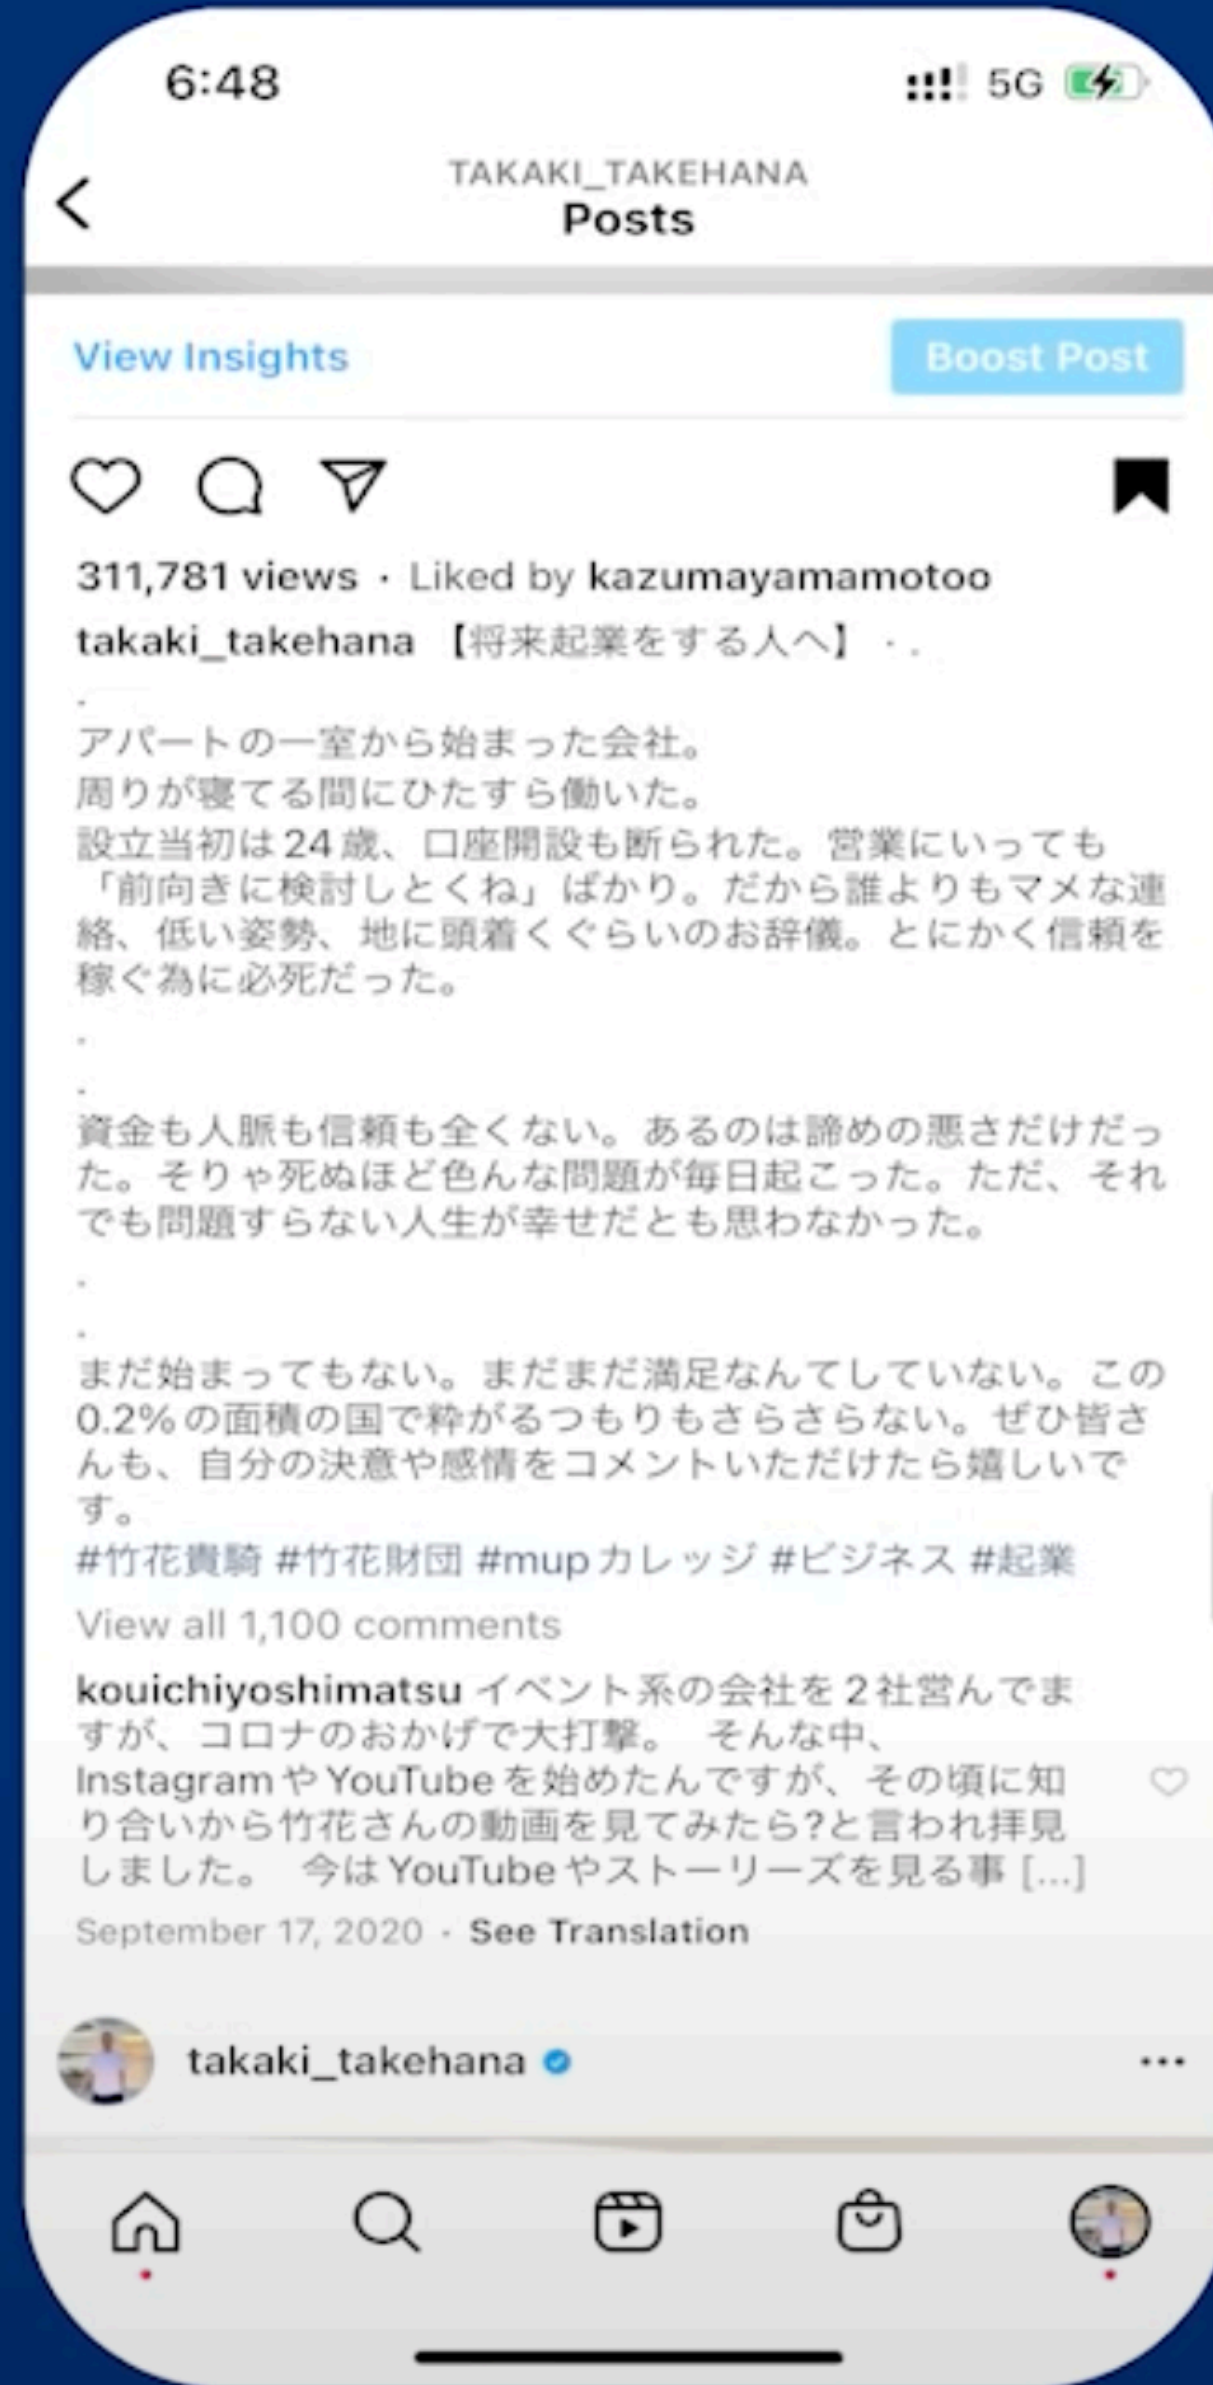 6:48
5G
TAKAKI_TAKEHANA
Posts
View Insights
Boost Post
311,781 views · Liked by kazumayamamotoo
takaki_takehana 【将来起業をする人へ】 · .
.
アパートの一室から始まった会社。
周りが寝てる間にひたすら働いた。
設立当初は24歳、口座開設も断られた。営業にいっても
「前向きに検討しとくね」ばかり。だから誰よりもマメな連
絡、低い姿勢、地に頭着くぐらいのお辞儀。とにかく信頼を
稼ぐ為に必死だった。
.
.
資金も人脈も信頼も全くない。あるのは諦めの悪さだけだっ
た。そりゃ死ぬほど色んな問題が毎日起こった。ただ、それ
でも問題すらない人生が幸せだとも思わなかった。
.
.
まだ始まってもない。まだまだ満足なんてしていない。この
0.2%の面積の国で粋がるつもりもさらさらない。ぜひ皆さ
んも、自分の決意や感情をコメントいただけたら嬉しいで
す。
#竹花貴騎 #竹花財団 #mupカレッジ #ビジネス #起業
View all 1,100 comments
kouichiyoshimatsu イベント系の会社を2社営んでま
すが、コロナのおかげで大打撃。 そんな中、
InstagramやYouTubeを始めたんですが、その頃に知
り合いから竹花さんの動画を見てみたら?と言われ拝見
しました。 今はYouTubeやストーリーズを見る事 [...]
September 17, 2020 · See Translation
takaki_takehana